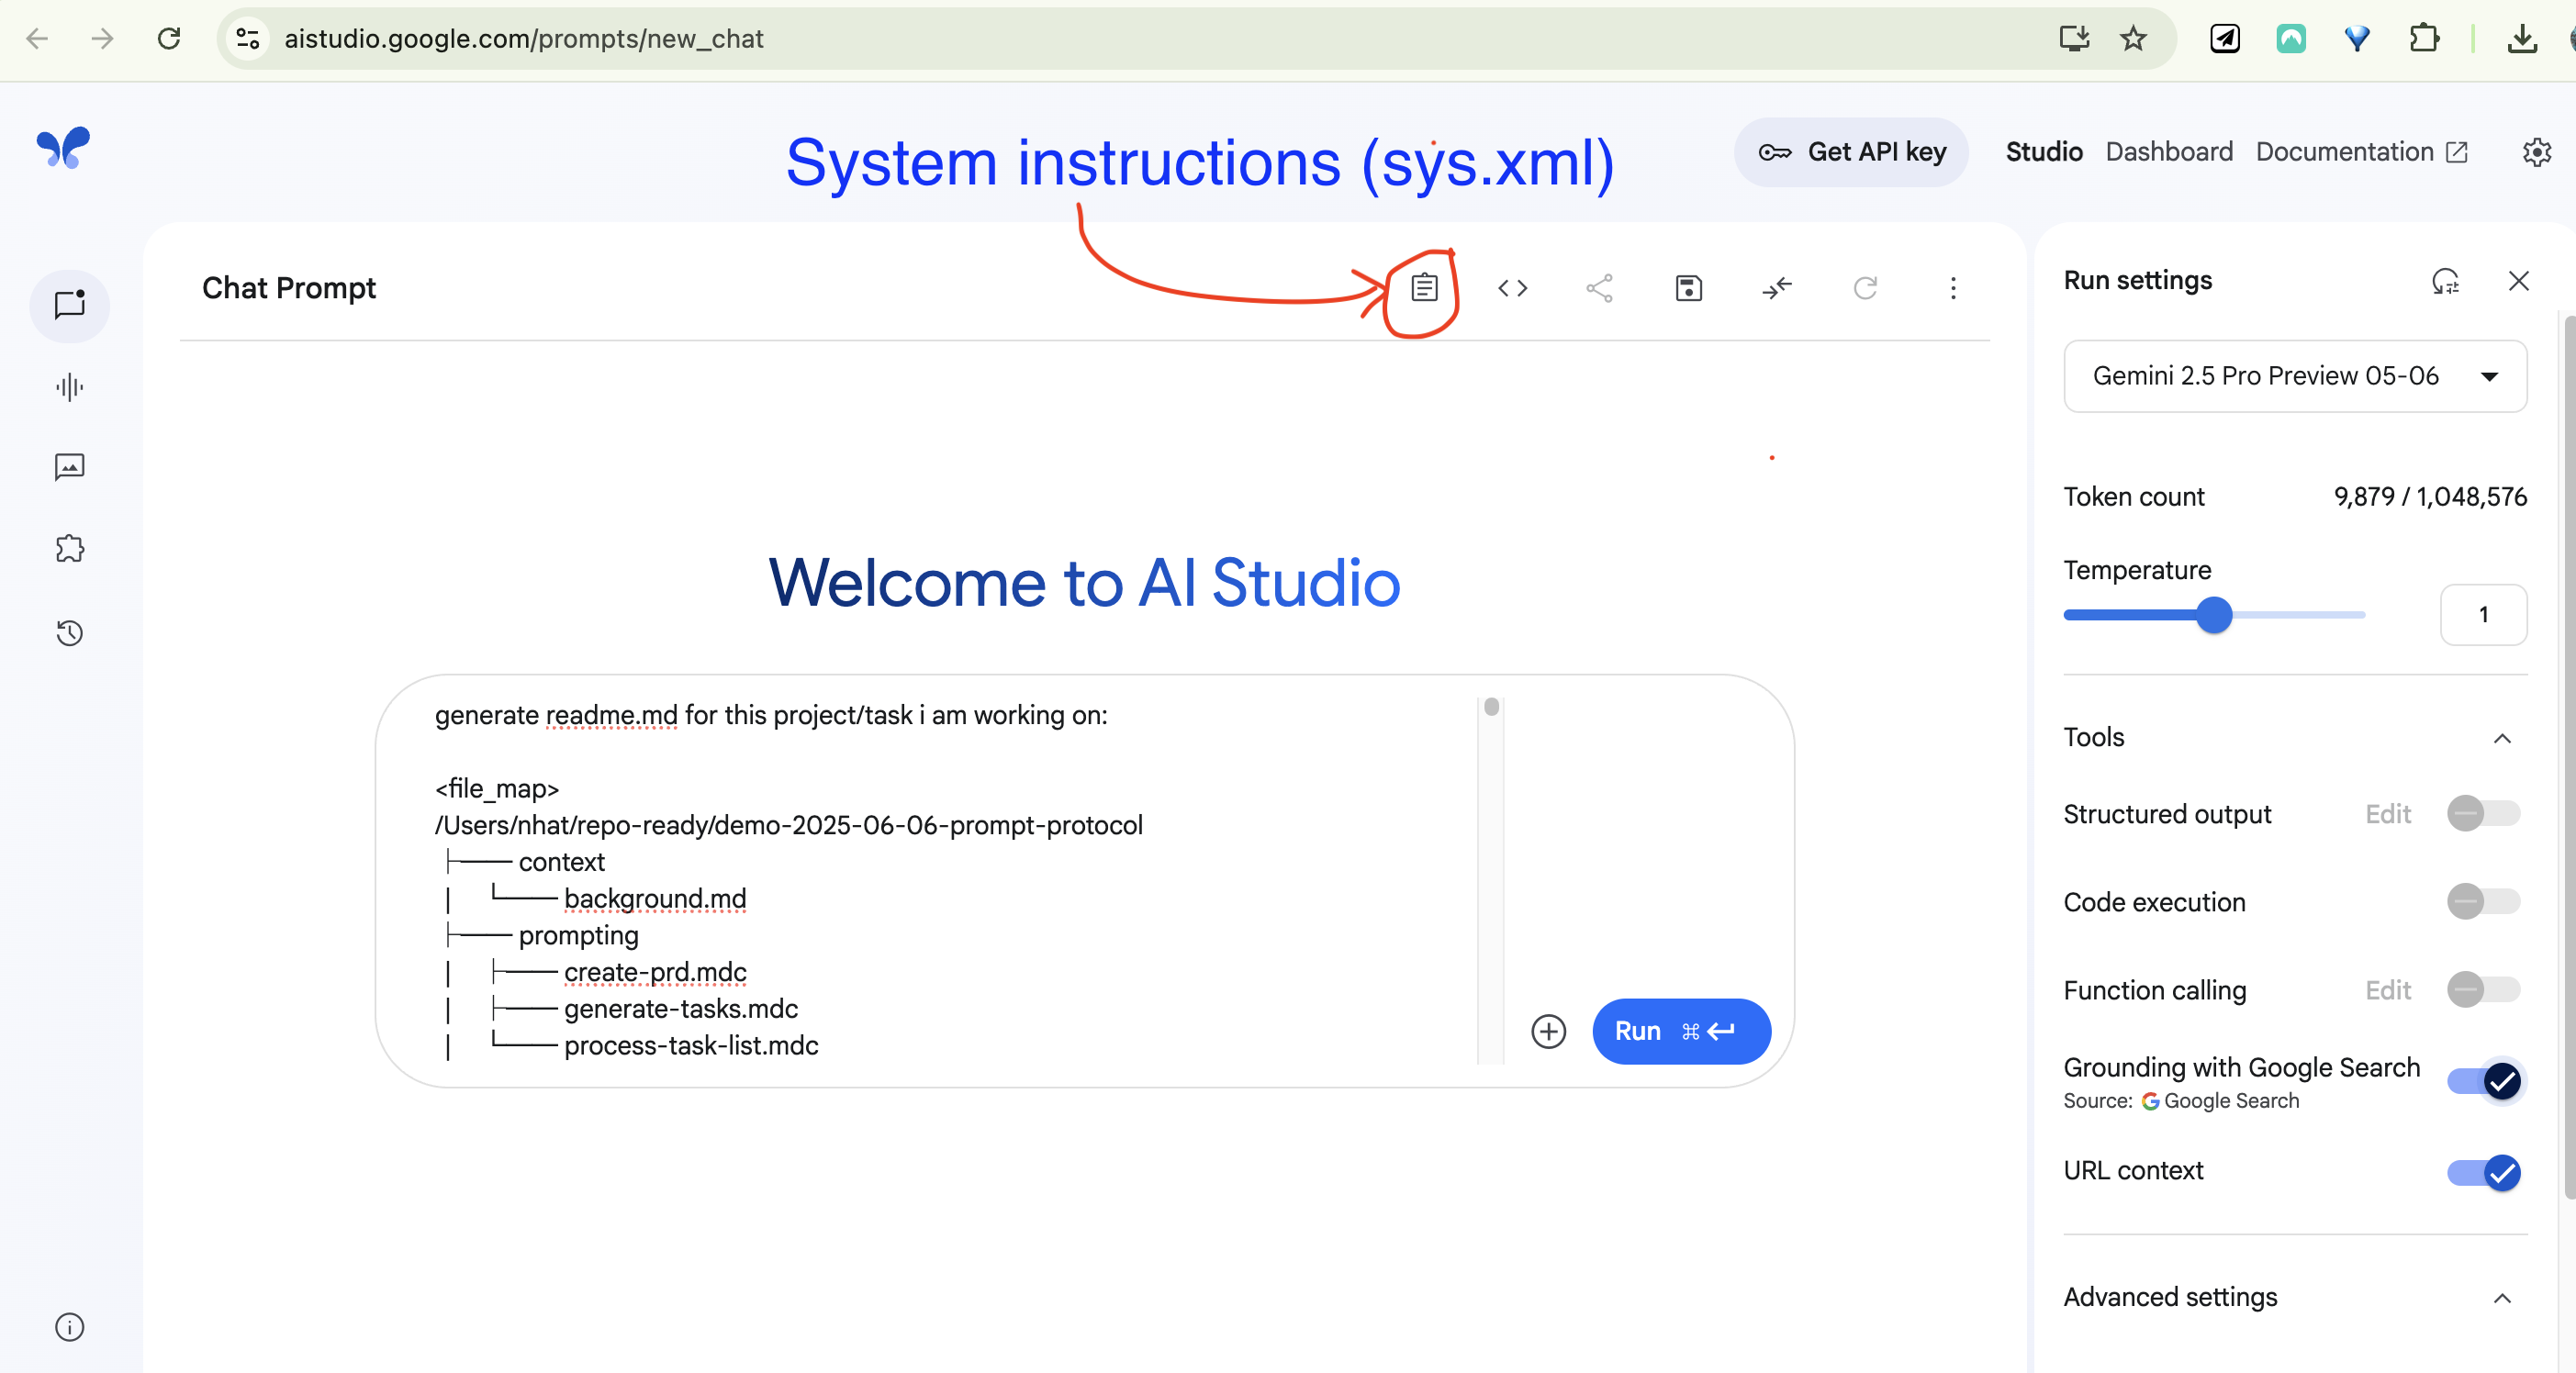 aistudio.google.com/prompts/new_chat
System instructions (sys.xml)
Get API key
Studio
Dashboard
Documentation
Chat Prompt
Run settings
Gemini 2.5 Pro Preview 05-06
Token count
9,879 / 1,048,576
Temperature
1
Welcome to AI Studio
generate readme.md for this project/task i am working on:
<file_map>
/Users/nhat/repo-ready/demo-2025-06-06-prompt-protocol
├── context
│ └── background.md
├── prompting
│ ├── create-prd.mdc
│ ├── generate-tasks.mdc
│ └── process-task-list.mdc
Run ⌘ ↵
Tools
Structured output
Edit
Code execution
Function calling
Edit
Grounding with Google Search
Source: G Google Search
URL context
Advanced settings